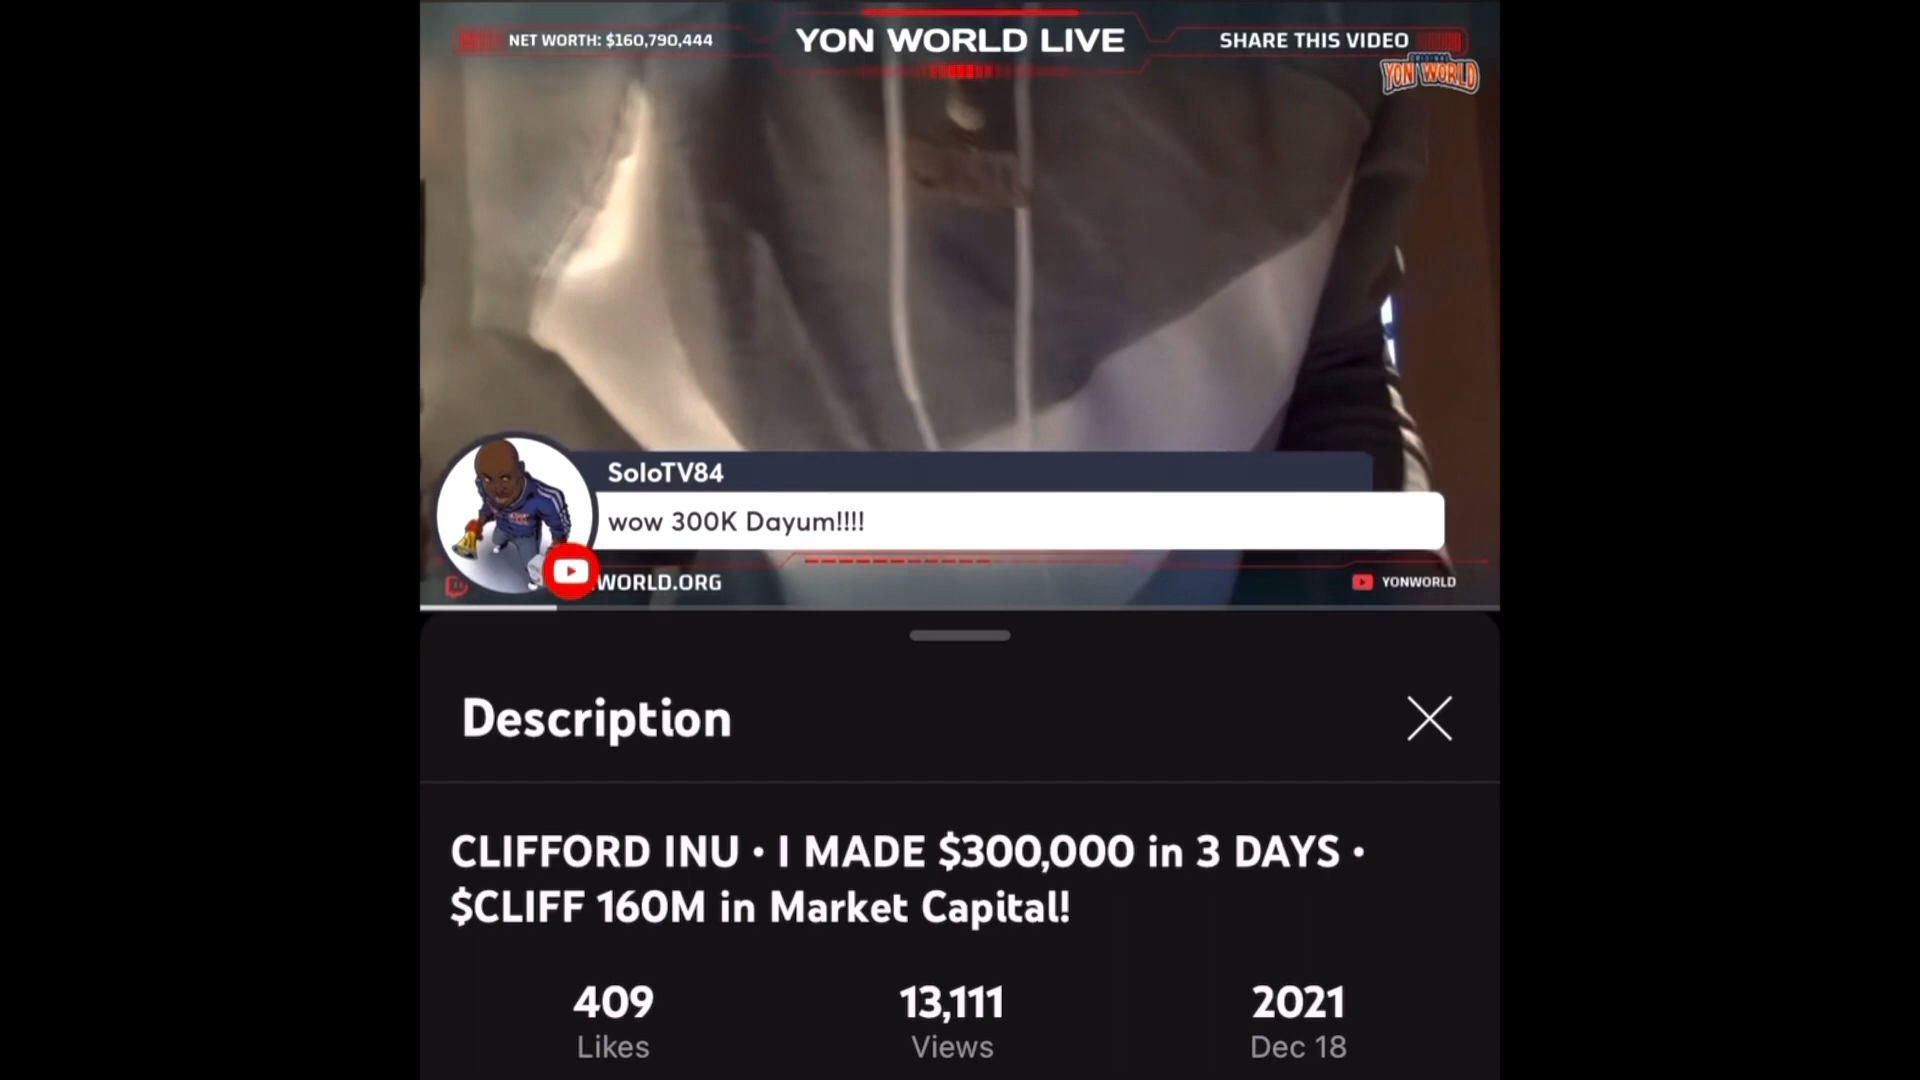 NET WORTH: $160,790,444
YON WORLD LIVE
SHARE THIS VIDEO
YON WORLD
SoloTV84
wow 300K Dayum!!!!
WORLD.ORG
YONWORLD
Description
CLIFFORD INU • I MADE $300,000 in 3 DAYS •
$CLIFF 160M in Market Capital!
409
13,111
2021
Likes
Views
Dec 18